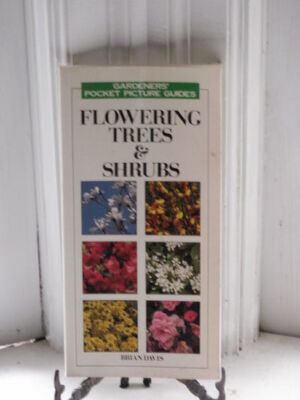 GARDENERS'
POCKET PICTURE GUIDES
FLOWERING
TREES
&
SHRUBS
BRIAN DAVIS